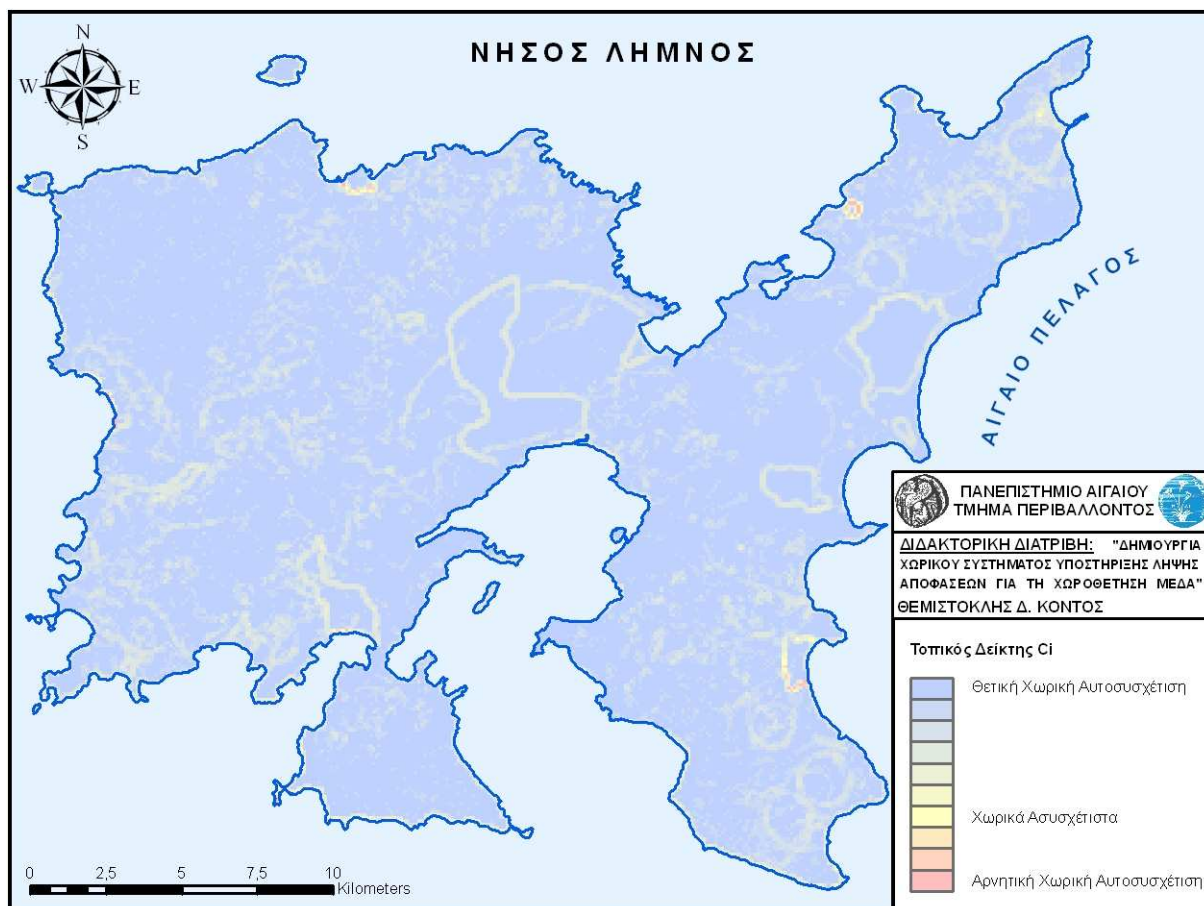 ΝΗΣΟΣ ΛΗΜΝΟΣ
N
W E
S
ΑΙΓΑΙΟ ΠΕΛΑΓΟΣ
ΠΑΝΕΠΙΣΤΗΜΙΟ ΑΙΓΑΙΟΥ
ΤΜΗΜΑ ΠΕΡΙΒΑΛΛΟΝΤΟΣ
ΔΙΔΑΚΤΟΡΙΚΗ ΔΙΑΤΡΙΒΗ: "ΔΗΜΙΟΥΡΓΙΑ
ΧΩΡΙΚΟΥ ΣΥΣΤΗΜΑΤΟΣ ΥΠΟΣΤΗΡΙΞΗΣ ΛΗΨΗΣ
ΑΠΟΦΑΣΕΩΝ ΓΙΑ ΤΗ ΧΩΡΟΘΕΤΗΣΗ ΜΕΔΑ"
ΘΕΜΙΣΤΟΚΛΗΣ Δ. ΚΟΝΤΟΣ
Τοπικός Δείκτης Ci
Θετική Χωρική Αυτοσυσχέτιση
Χωρικά Ασυσχέτιστα
Αρνητική Χωρική Αυτοσυσχέτιση
0 2,5 5 7,5 10
Kilometers